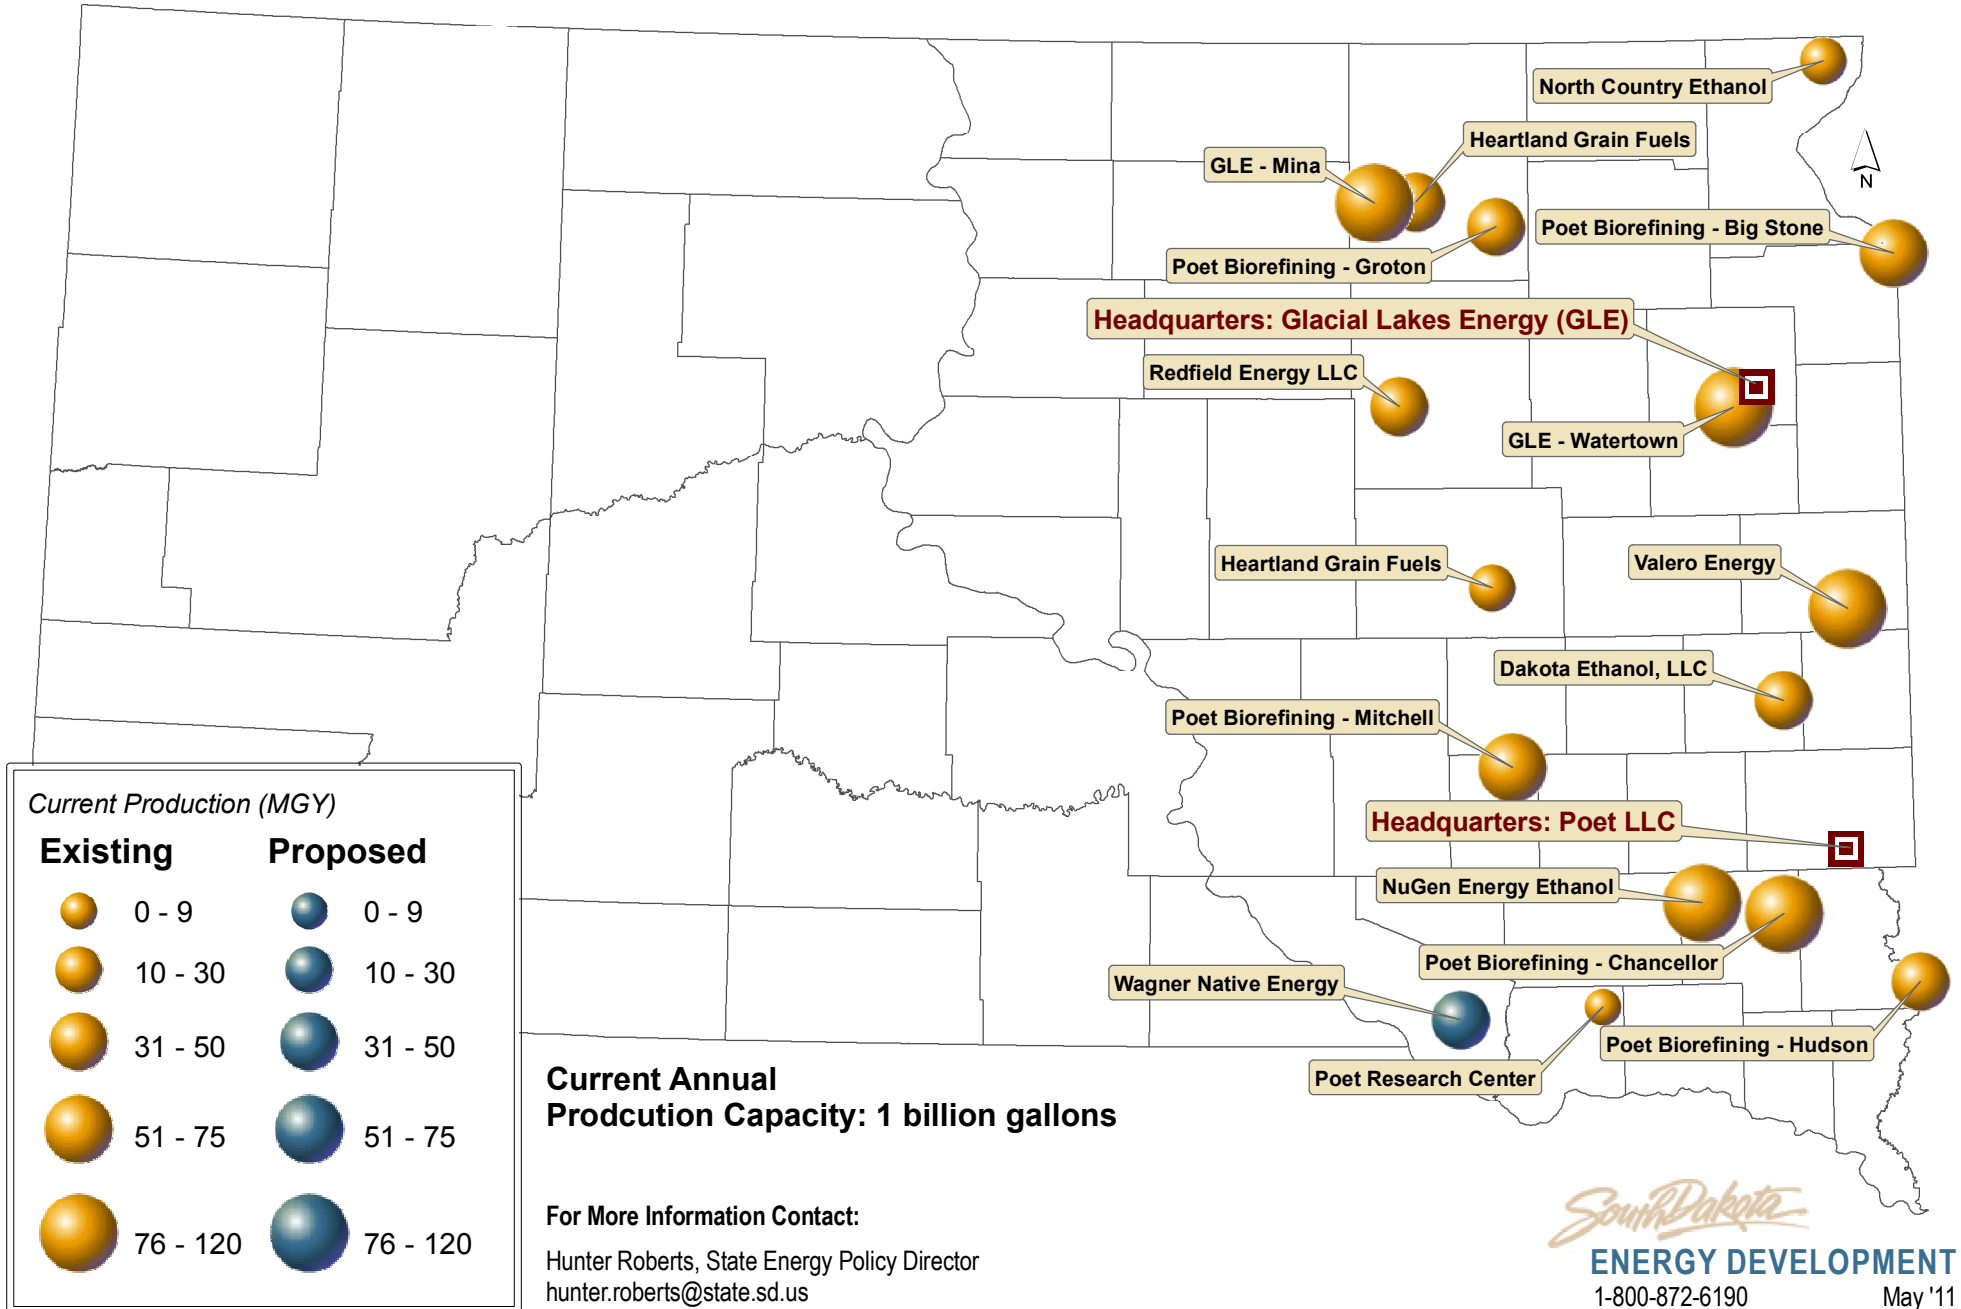 North Country Ethanol
Heartland Grain Fuels
GLE - Mina
N
Poet Biorefining - Big Stone
Poet Biorefining - Groton
Headquarters: Glacial Lakes Energy (GLE)
Redfield Energy LLC
GLE - Watertown
Heartland Grain Fuels
Valero Energy
Dakota Ethanol, LLC
Poet Biorefining - Mitchell
Headquarters: Poet LLC
NuGen Energy Ethanol
Poet Biorefining - Chancellor
Wagner Native Energy
Poet Biorefining - Hudson
Poet Research Center
Current Production (MGY)
Existing Proposed
0 - 9 0 - 9
10 - 30 10 - 30
31 - 50 31 - 50
51 - 75 51 - 75
76 - 120 76 - 120
Current Annual
Prodcution Capacity: 1 billion gallons
For More Information Contact:
Hunter Roberts, State Energy Policy Director
hunter.roberts@state.sd.us
South Dakota
ENERGY DEVELOPMENT
1-800-872-6190 May '11